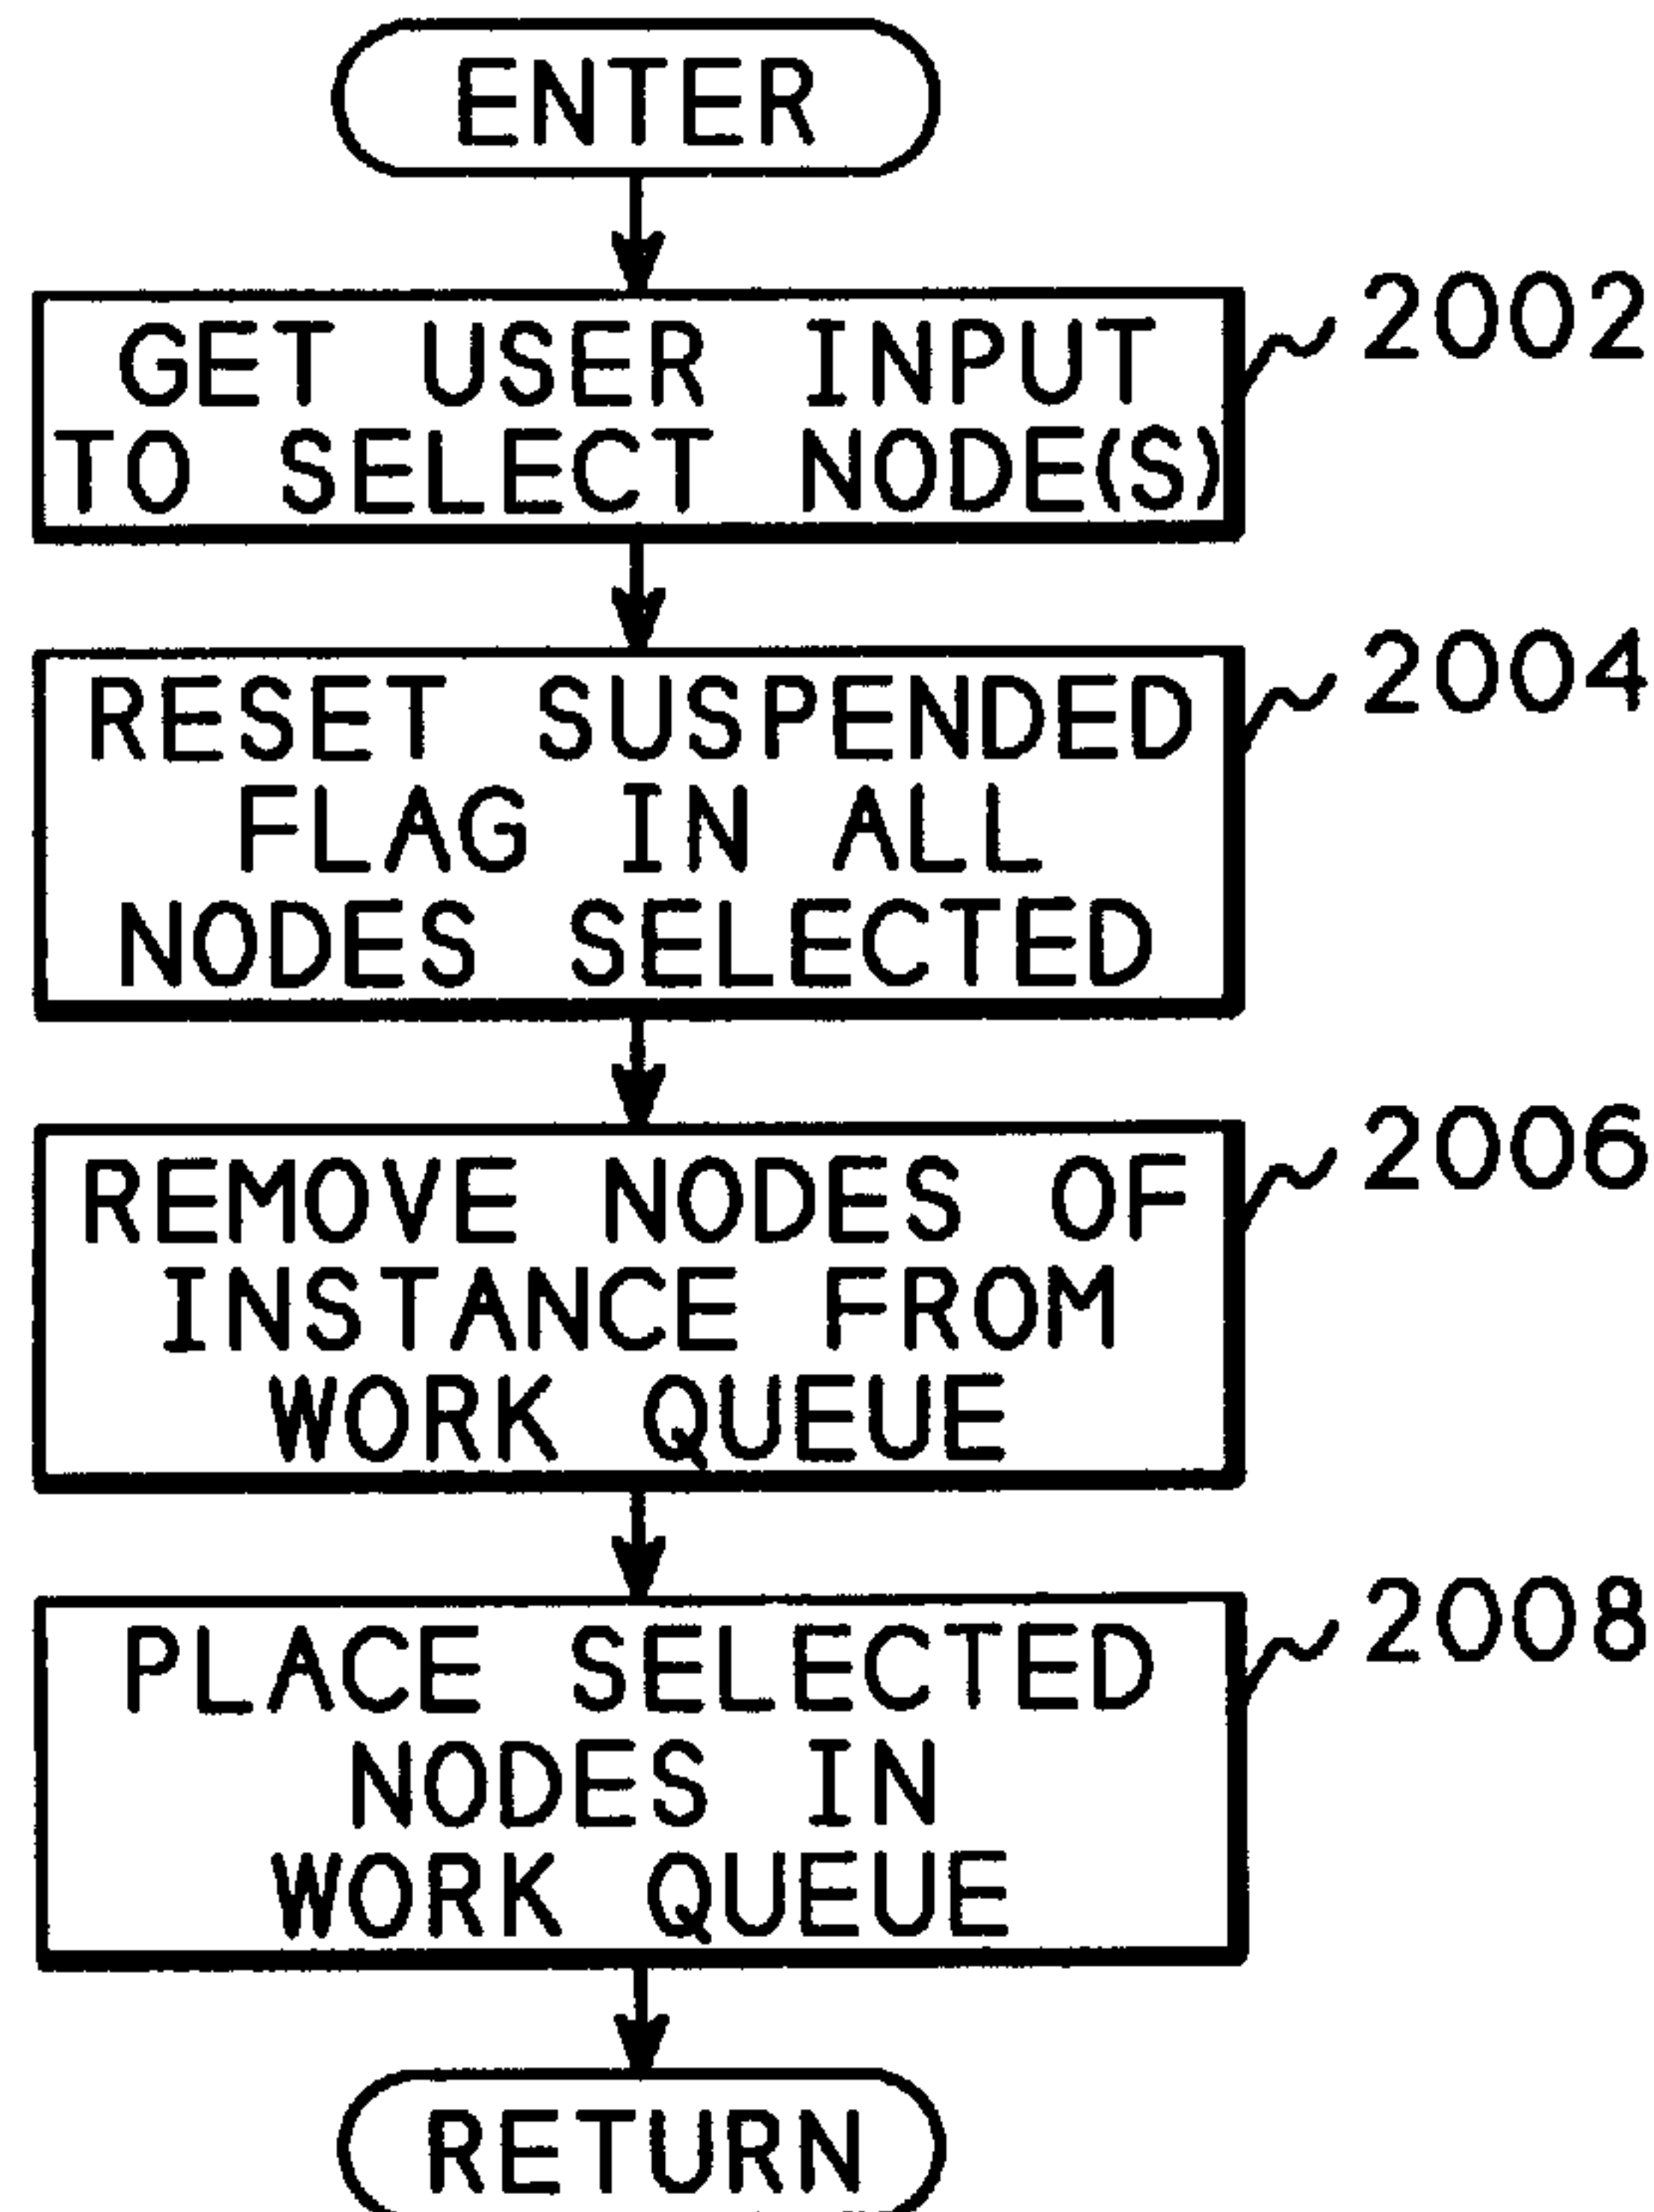 ENTER
GET USER INPUT
TO SELECT NODE(S)
2002
RESET SUSPENDED
FLAG IN ALL
NODES SELECTED
2004
REMOVE NODES OF
INSTANCE FROM
WORK QUEUE
2006
PLACE SELECTED
NODES IN
WORK QUEUE
2008
RETURN